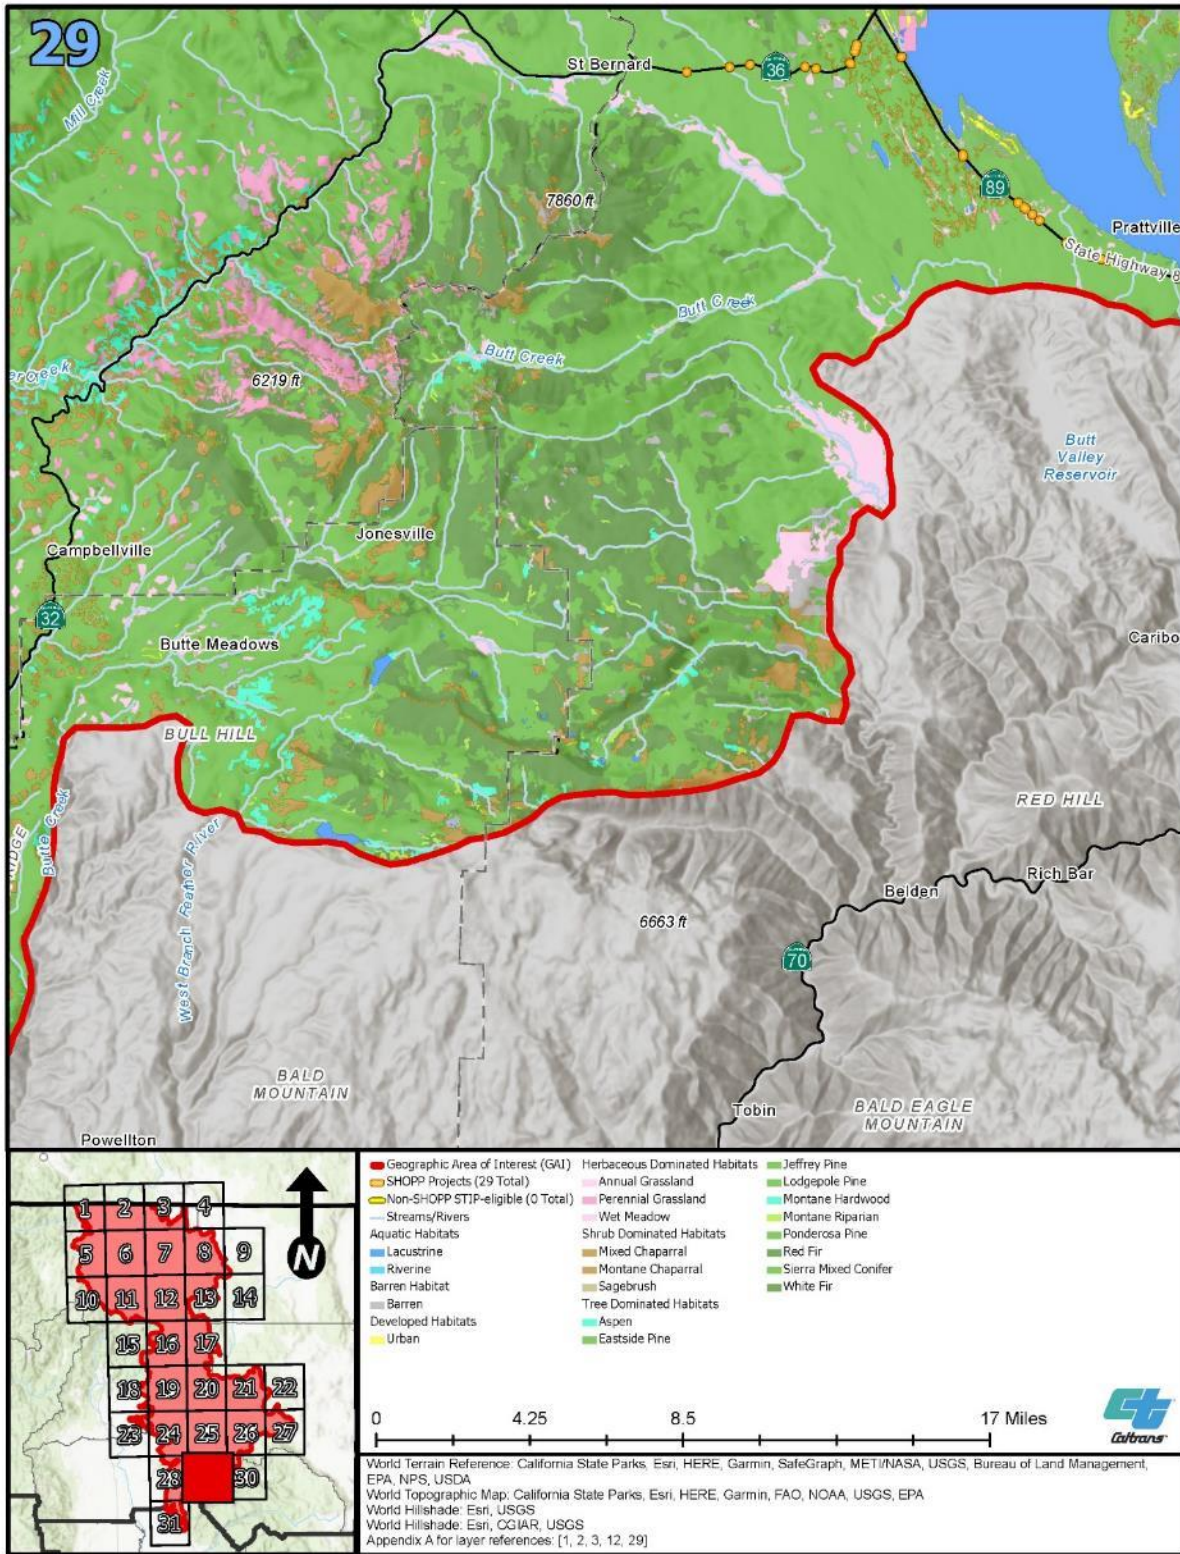 29
Mill Creek
St Bernard
36
7860 ft
89
Prattville
State Highway 8
Butt Creek
Butt Creek
er Creek
6219 ft
Butt
Valley
Reservoir
Jonesville
Campbellville
32
Butte Meadows
Caribo
BULL HILL
RIDGE
Butte Creek
West Branch Feather River
RED HILL
Rich Bar
Belden
6663 ft
70
BALD
MOUNTAIN
Tobin
BALD EAGLE
MOUNTAIN
Powellton
1 2 3 4
5 6 7 8 9
10 11 12 13 14
15 16 17
18 19 20 21 22
23 24 25 26 27
28 30
31
N
Geographic Area of Interest (GAI)
SHOPP Projects (29 Total)
Non-SHOPP STIP-eligible (0 Total)
Streams/Rivers
Aquatic Habitats
Lacustrine
Riverine
Barren Habitat
Barren
Developed Habitats
Urban
Herbaceous Dominated Habitats
Annual Grassland
Perennial Grassland
Wet Meadow
Shrub Dominated Habitats
Mixed Chaparral
Montane Chaparral
Sagebrush
Tree Dominated Habitats
Aspen
Eastside Pine
Jeffrey Pine
Lodgepole Pine
Montane Hardwood
Montane Riparian
Ponderosa Pine
Red Fir
Sierra Mixed Conifer
White Fir
0 4.25 8.5 17 Miles
Caltrans
World Terrain Reference: California State Parks, Esri, HERE, Garmin, SafeGraph, METI/NASA, USGS, Bureau of Land Management,
EPA, NPS, USDA
World Topographic Map: California State Parks, Esri, HERE, Garmin, FAO, NOAA, USGS, EPA
World Hillshade: Esri, USGS
World Hillshade: Esri, CGIAR, USGS
Appendix A for layer references: [1, 2, 3, 12, 29]